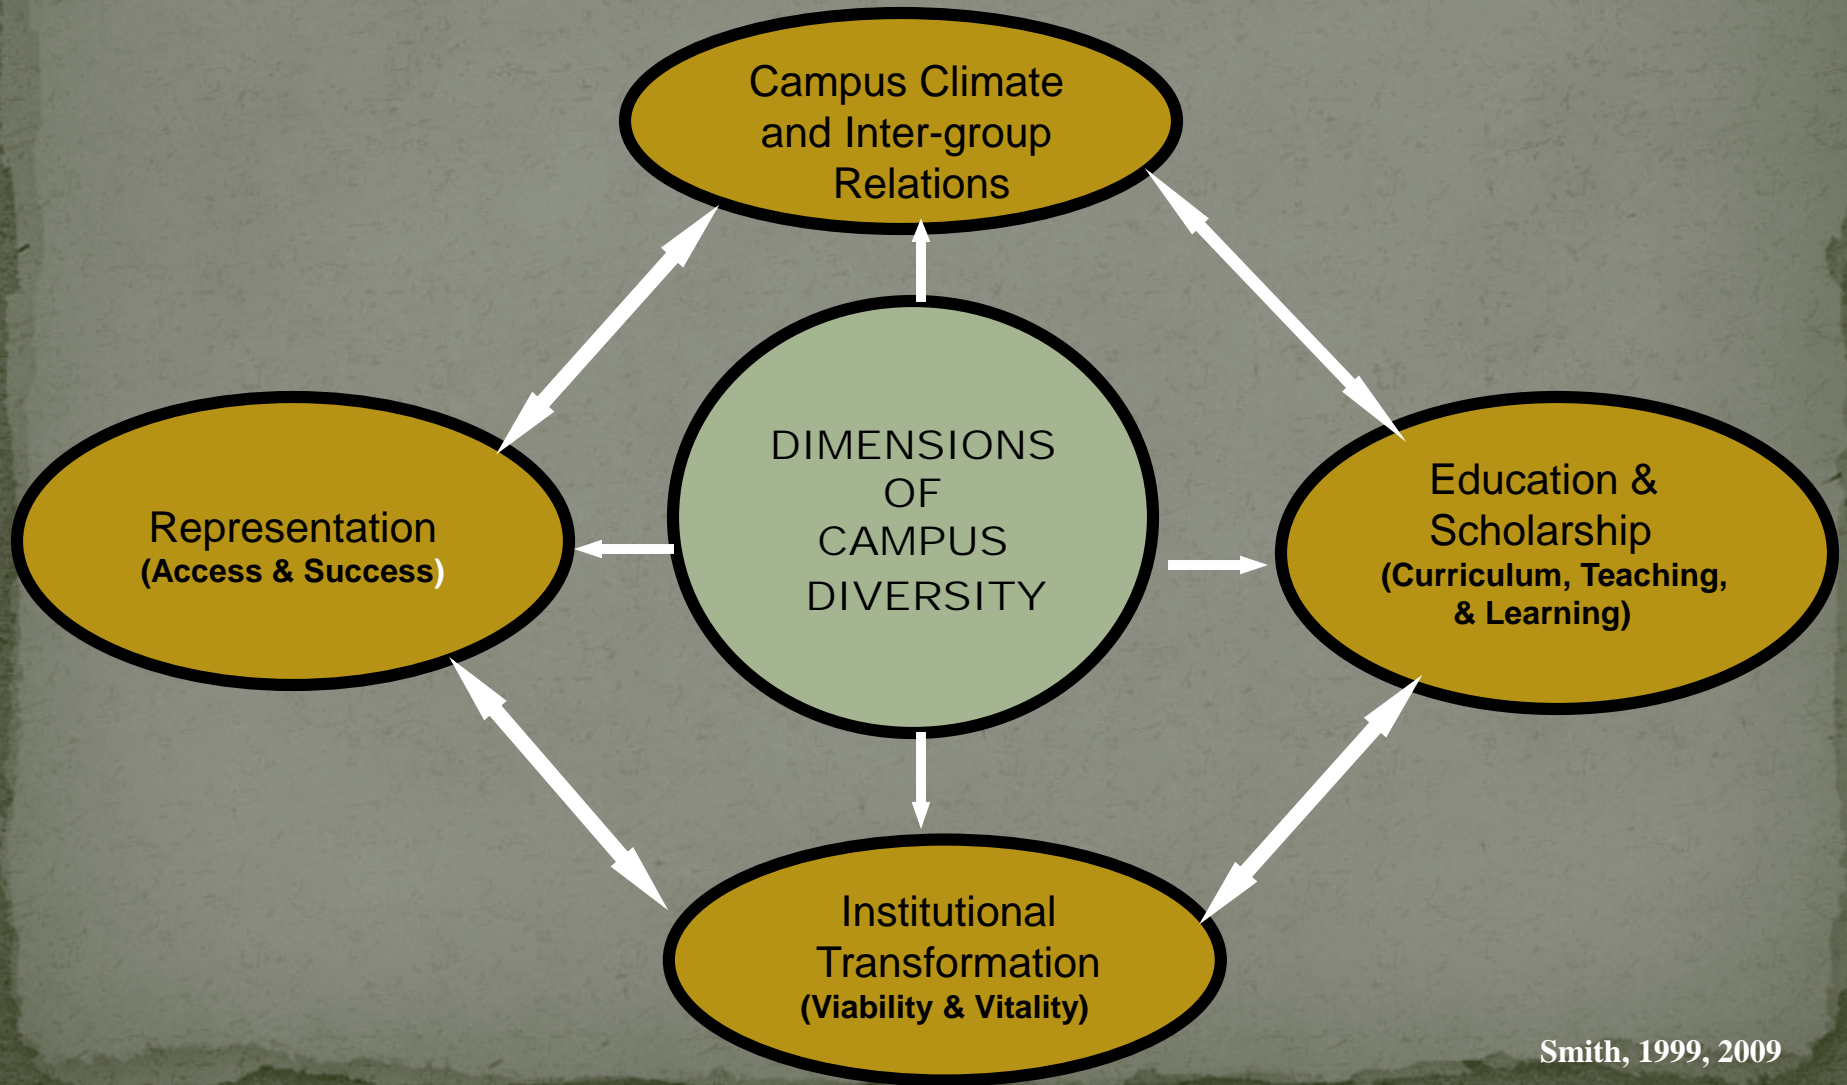 Campus Climate
and Inter-group
Relations
DIMENSIONS
OF
CAMPUS
DIVERSITY
Representation
(Access & Success)
Education &
Scholarship
(Curriculum, Teaching,
& Learning)
Institutional
Transformation
(Viability & Vitality)
Smith, 1999, 2009